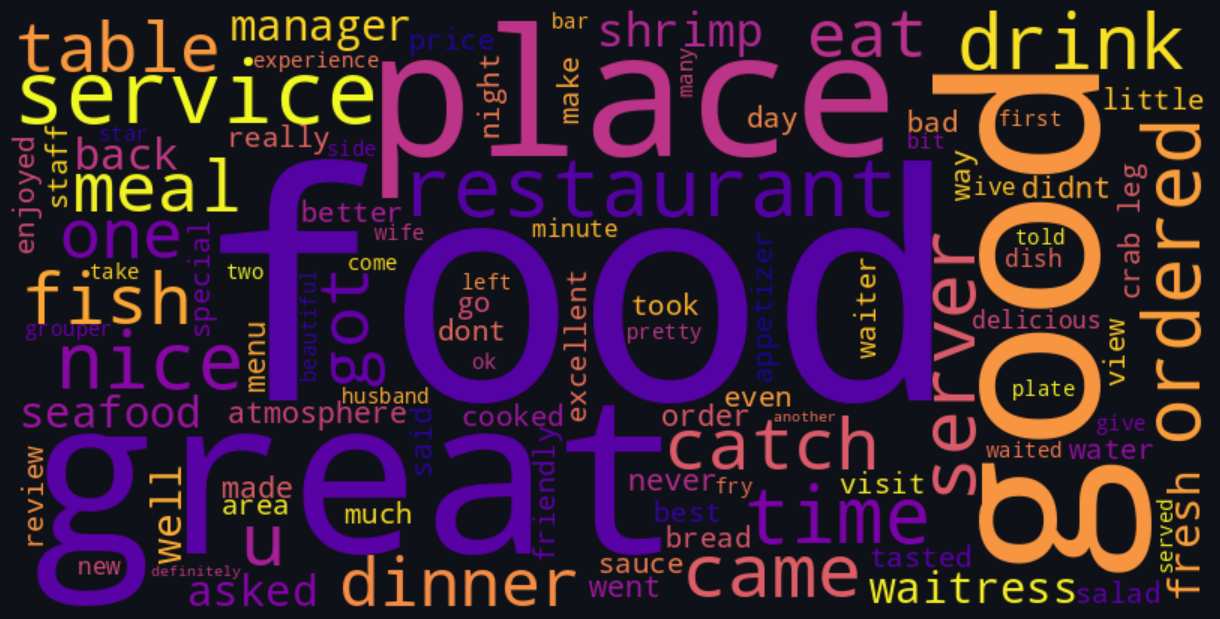 table
manager
price
bar
shrimp
eat
drink
experience
service
place
night
make
many
day
little
bad
bit
first
good
ordered
staff
star
back
really
side
enjoyed
meal
restaurant
way
ive
didnt
crab leg
better
wife
minute
one
special
food
told
dish
take
two
come
fish
grouper
beautiful
got
left
go
dont
ok
excellent
took
pretty
appetizer
waiter
server
delicious
nice
menu
view
plate
husband
even
seafood
atmosphere
said
cooked
order
another
give
great
friendly
catch
waited
water
review
well
made
area
much
never
fry
visit
best
time
fresh
served
u
bread
new
definitely
asked
dinner
sauce
went
came
tasted
waitress
salad